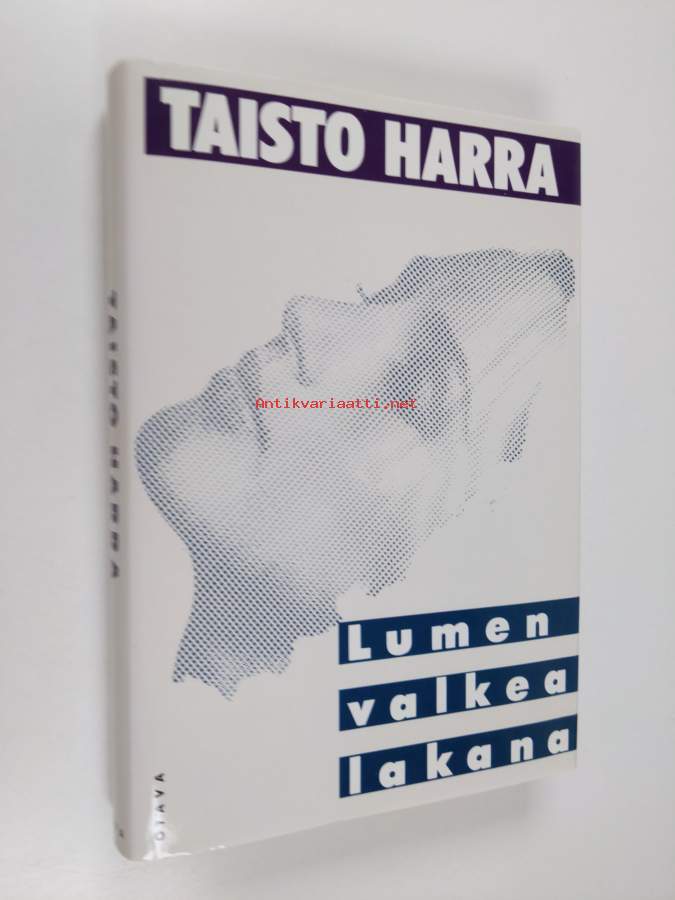 TAISTO HARRA
TAISTO HARRA
Antikvariaatti.net
Lumen
valkea
lakana
OTAVA